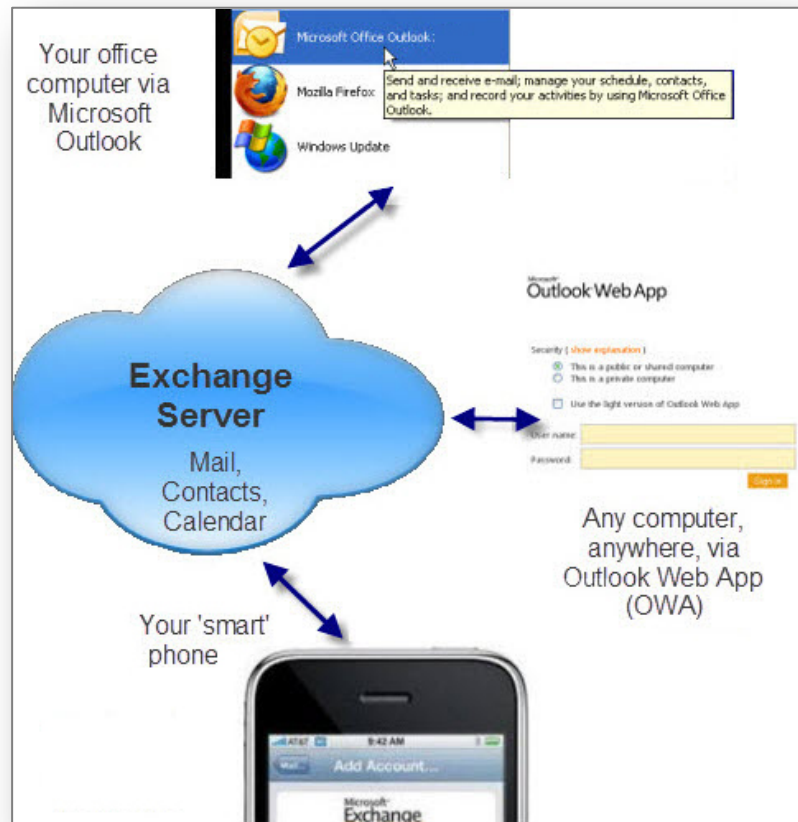 Your office
computer via
Microsoft
Outlook
Microsoft Office Outlook:
Mozilla Firefox
Send and receive e-mail; manage your schedule, contacts,
and tasks; and record your activities by using Microsoft Office
Outlook.
Windows Update
Exchange
Server
Mail,
Contacts,
Calendar
Microsoft
Outlook Web App
Security ( show explanation )
This is a public or shared computer
This is a private computer
Use the light version of Outlook Web App
User name:
Password:
Sign in
Any computer,
anywhere, via
Outlook Web App
(OWA)
Your 'smart'
phone
AT&T
9:42 AM
Mail...
Add Account...
Microsoft
Exchange